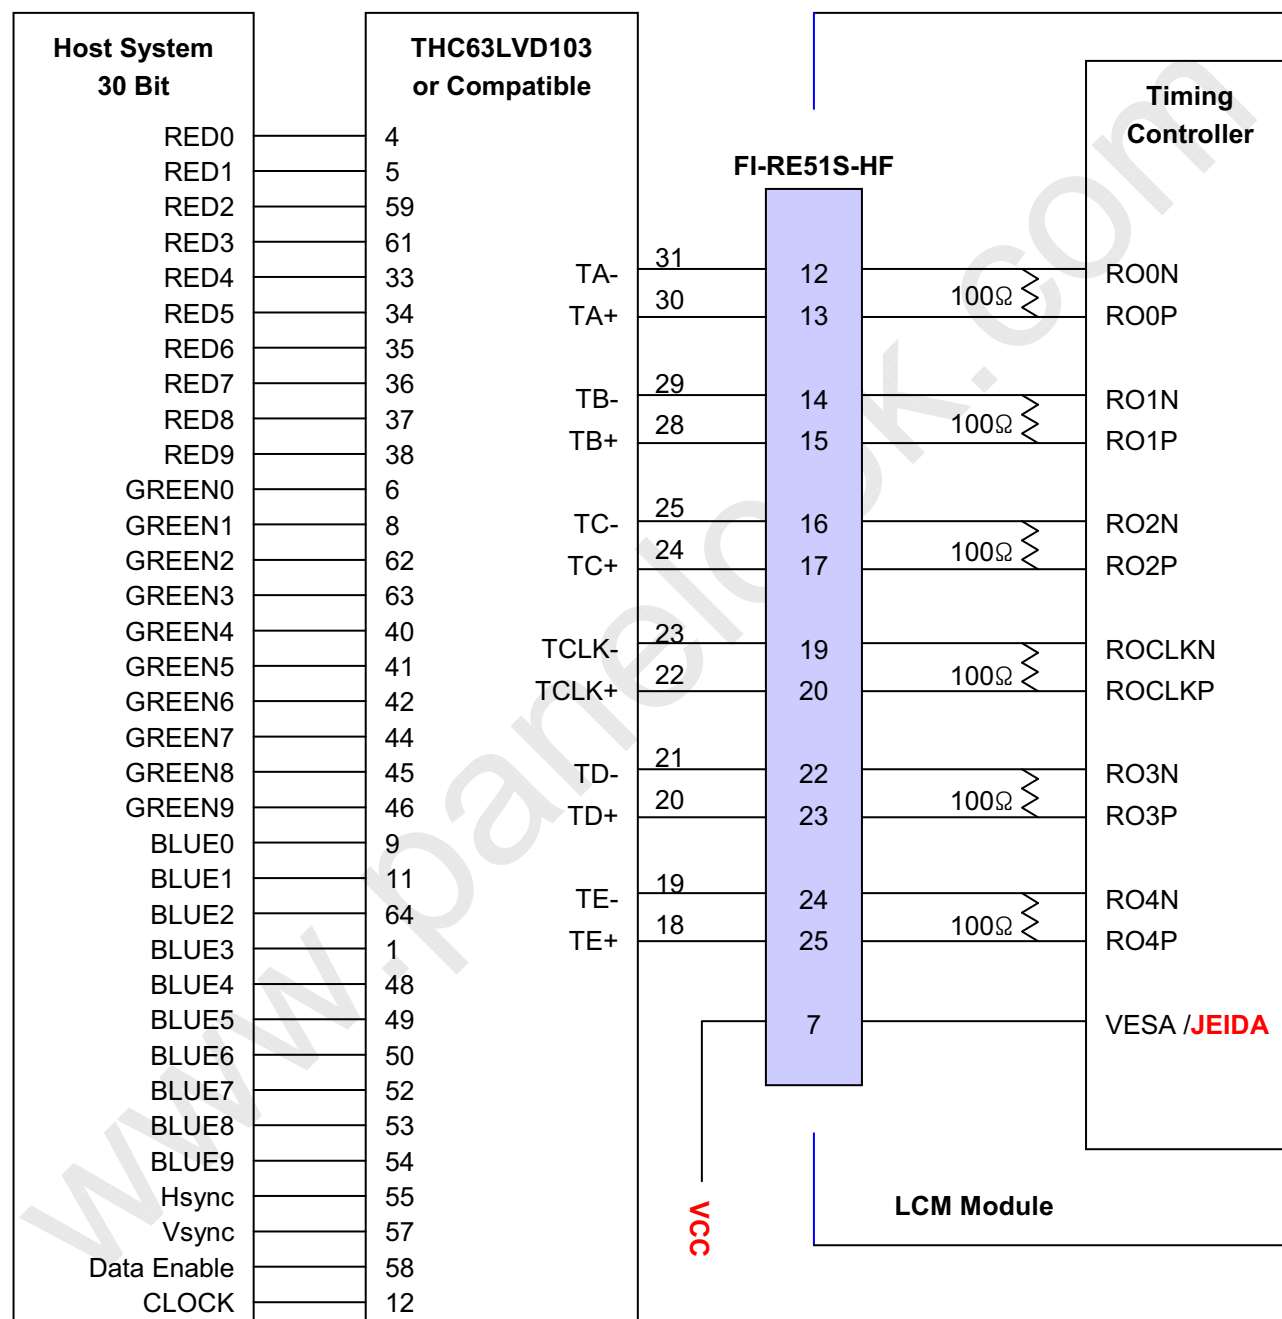 Host System
30 Bit
RED0
RED1
RED2
RED3
RED4
RED5
RED6
RED7
RED8
RED9
GREEN0
GREEN1
GREEN2
GREEN3
GREEN4
GREEN5
GREEN6
GREEN7
GREEN8
GREEN9
BLUE0
BLUE1
BLUE2
BLUE3
BLUE4
BLUE5
BLUE6
BLUE7
BLUE8
BLUE9
Hsync
Vsync
Data Enable
CLOCK
THC63LVD103
or Compatible
4
5
59
61
33
34
35
36
37
38
6
8
62
63
40
41
42
44
45
46
9
11
64
1
48
49
50
52
53
54
55
57
58
12
TA- 31
TA+ 30
TB- 29
TB+ 28
TC- 25
TC+ 24
TCLK- 23
TCLK+ 22
TD- 21
TD+ 20
TE- 19
TE+ 18
FI-RE51S-HF
12
13
14
15
16
17
19
20
22
23
24
25
7
VCC
100Ω
100Ω
100Ω
100Ω
100Ω
100Ω
Timing
Controller
RO0N
RO0P
RO1N
RO1P
RO2N
RO2P
ROCLKN
ROCLKP
RO3N
RO3P
RO4N
RO4P
VESA /JEIDA
LCM Module
www.panelook.com